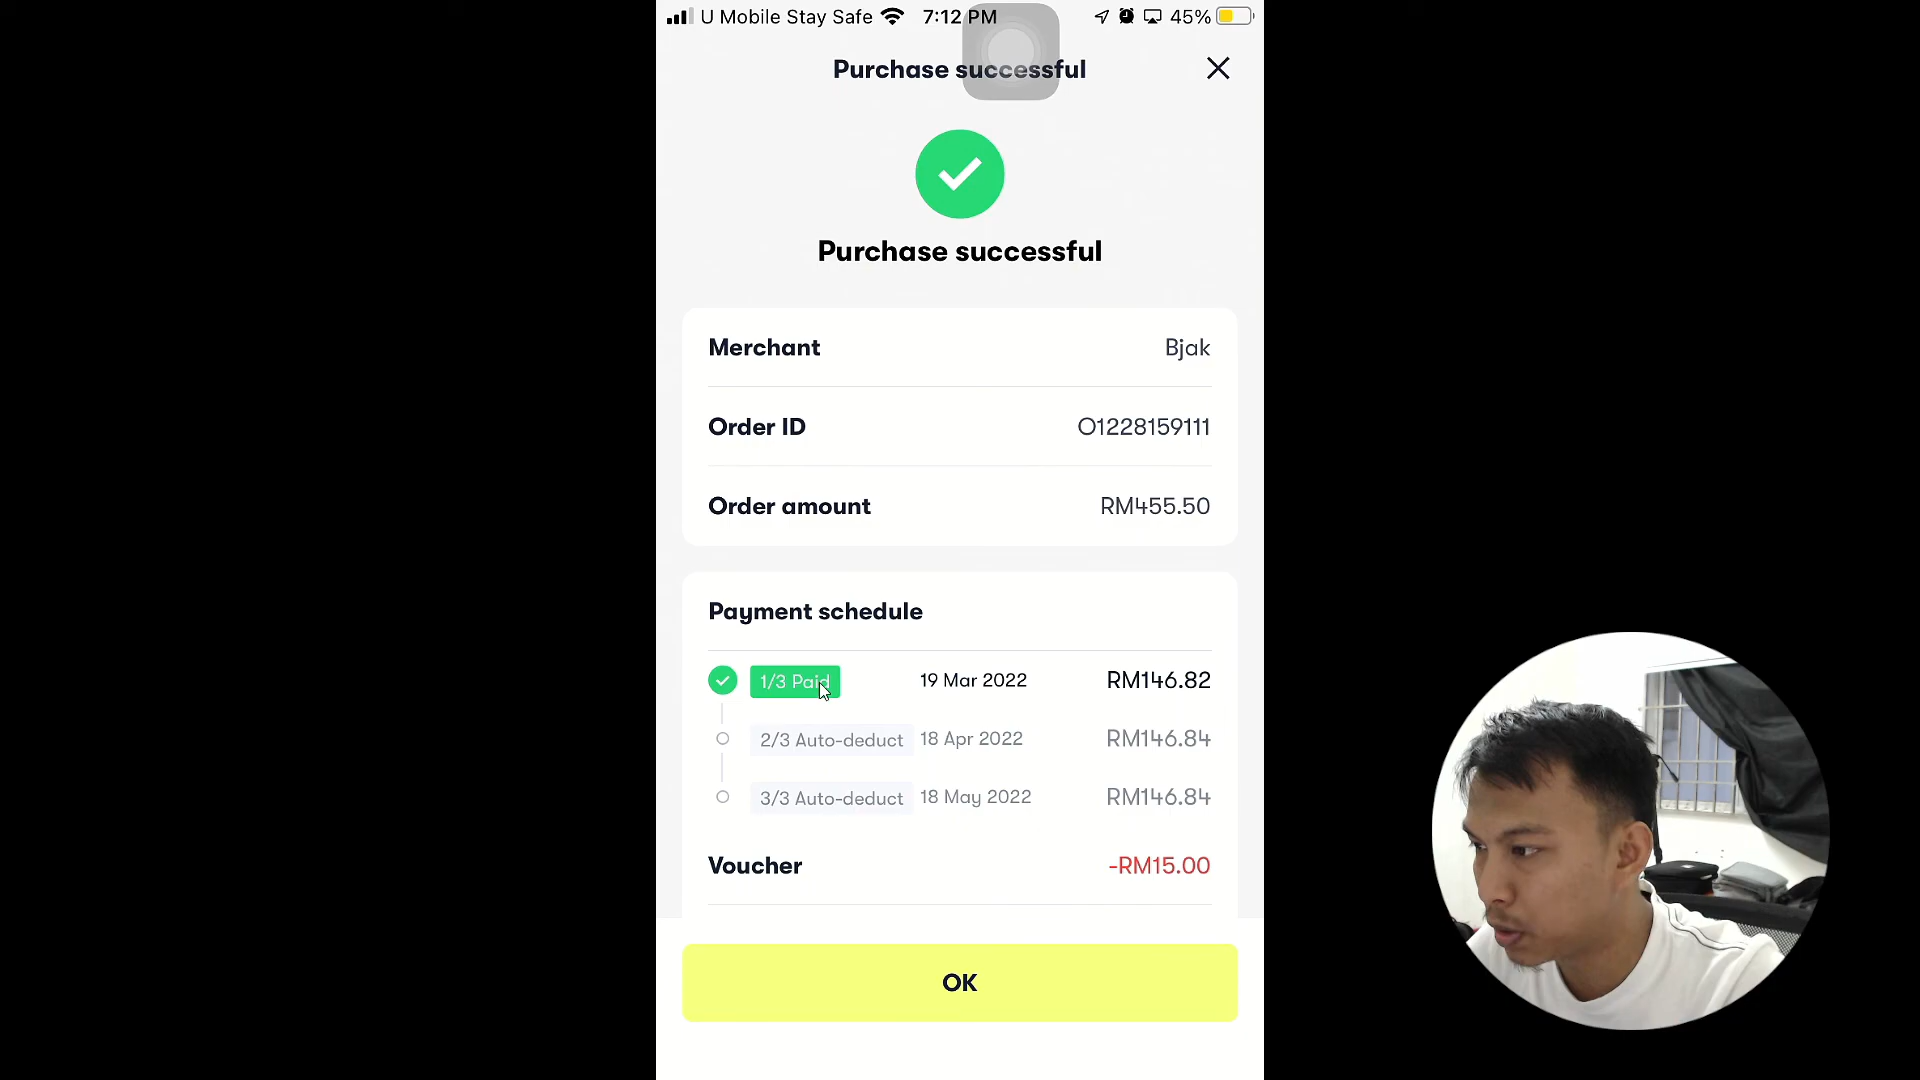 U Mobile Stay Safe 7:12 PM 45%
Purchase successful
Purchase successful
Merchant Bjak
Order ID O1228159111
Order amount RM455.50
Payment schedule
1/3 Paid 19 Mar 2022 RM146.82
2/3 Auto-deduct 18 Apr 2022 RM146.84
3/3 Auto-deduct 18 May 2022 RM146.84
Voucher -RM15.00
OK